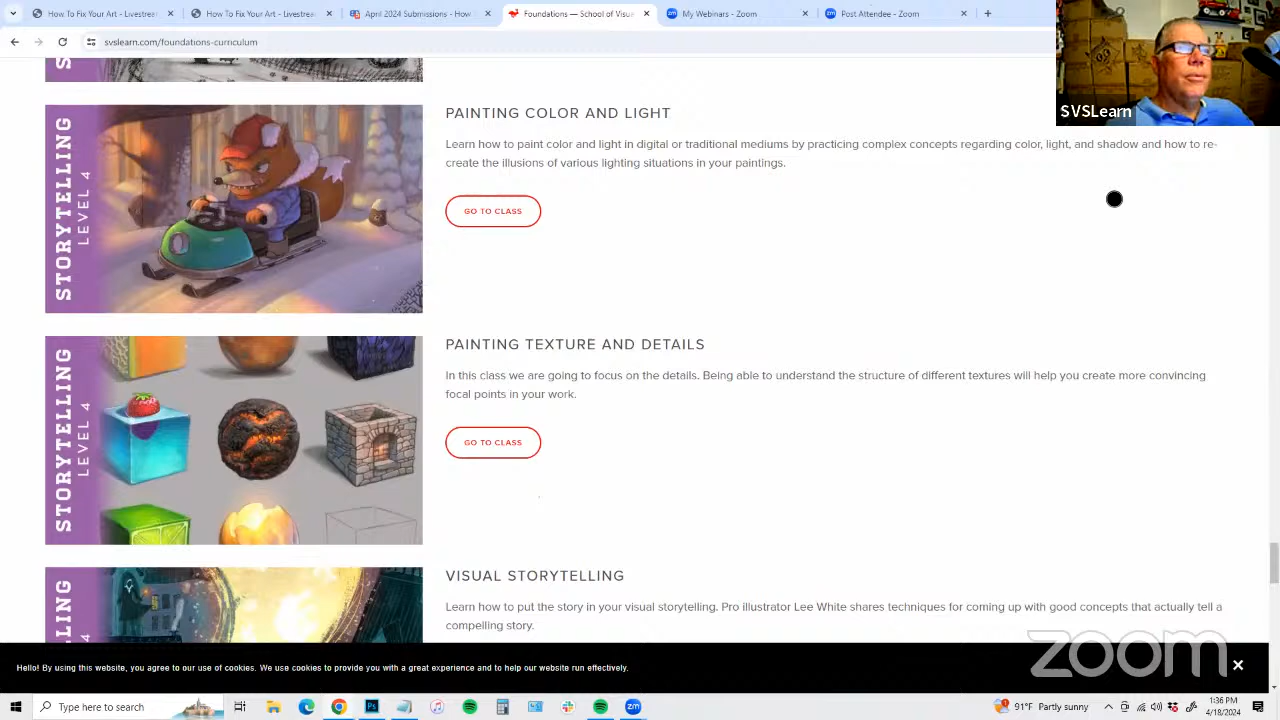 How To Live Your Art - Livestre
How To Live Your Art - Livestre
April 2024 Submissions - Thum
Foundations — School of Visua
My Webinars - Zoom
Post Attendee - Zoom
svslearn.com/foundations-curriculum
SVSLearn
STORYTELLING
LEVEL 4
PAINTING COLOR AND LIGHT
Learn how to paint color and light in digital or traditional mediums by practicing complex concepts regarding color, light, and shadow and how to re-
create the illusions of various lighting situations in your paintings.
GO TO CLASS
STORYTELLING
LEVEL 4
PAINTING TEXTURE AND DETAILS
In this class we are going to focus on the details. Being able to understand the structure of different textures will help you create more convincing
focal points in your work.
GO TO CLASS
LLING
4
VISUAL STORYTELLING
Learn how to put the story in your visual storytelling. Pro illustrator Lee White shares techniques for coming up with good concepts that actually tell a
compelling story.
zoom
Hello! By using this website, you agree to our use of cookies. We use cookies to provide you with a great experience and to help our website run effectively.
Type here to search
91°F Partly sunny
1:36 PM
4/18/2024